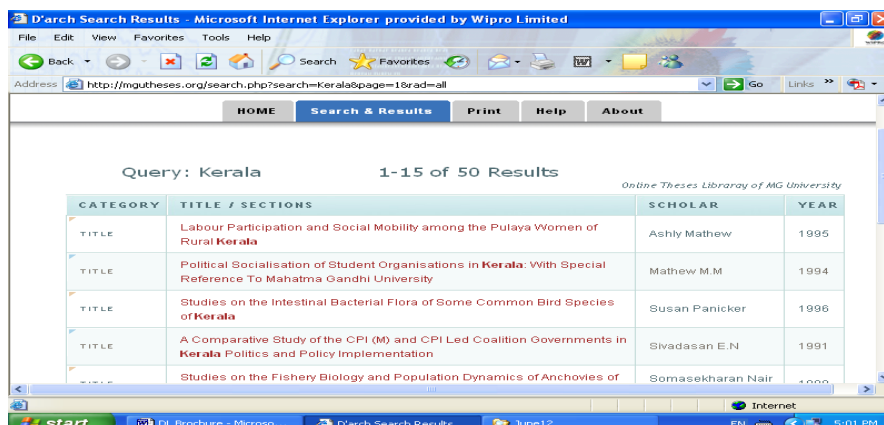 D'arch Search Results - Microsoft Internet Explorer provided by Wipro Limited
File Edit View Favorites Tools Help
Back Search Favorites
Address http://mgutheses.org/search.php?search=Kerala&page=1&rad=all Go Links »
HOME Search & Results Print Help About
Query: Kerala 1-15 of 50 Results
Online Theses Libraray of MG University
CATEGORY TITLE / SECTIONS SCHOLAR YEAR
TITLE Labour Participation and Social Mobility among the Pulaya Women of Rural Kerala Ashly Mathew 1995
TITLE Political Socialisation of Student Organisations in Kerala: With Special Reference To Mahatma Gandhi University Mathew M.M 1994
TITLE Studies on the Intestinal Bacterial Flora of Some Common Bird Species of Kerala Susan Panicker 1996
TITLE A Comparative Study of the CPI (M) and CPI Led Coalition Governments in Kerala Politics and Policy Implementation Sivadasan E.N 1991
Studies on the Fishery Biology and Population Dynamics of Anchovies of Somasekharan Nair
Internet
start DL Brochure - Microso... D'arch Search Results... June12 EN 5:01 PM